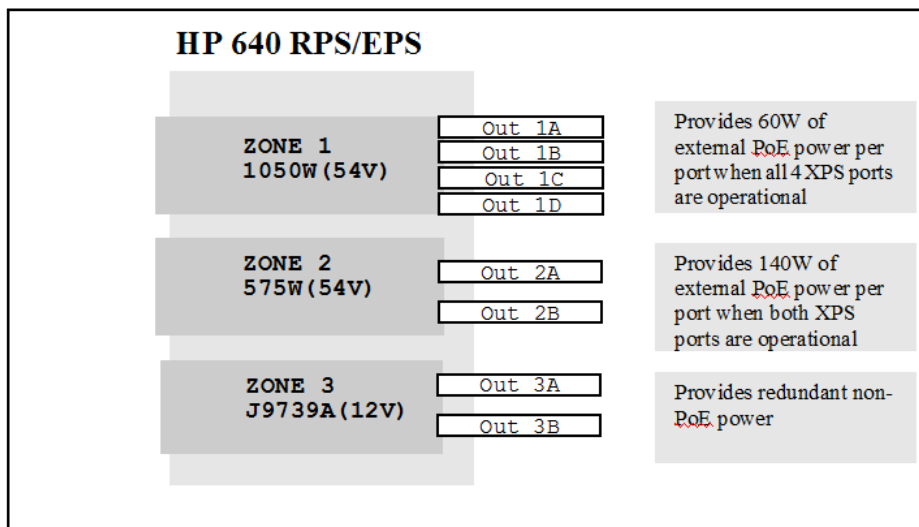 HP 640 RPS/EPS
ZONE 1
1050W(54V)
Out 1A
Out 1B
Out 1C
Out 1D
Provides 60W of
external PoE power per
port when all 4 XPS ports
are operational
ZONE 2
575W(54V)
Out 2A
Out 2B
Provides 140W of
external PoE power per
port when both XPS
ports are operational
ZONE 3
J9739A(12V)
Out 3A
Out 3B
Provides redundant non-
PoE power